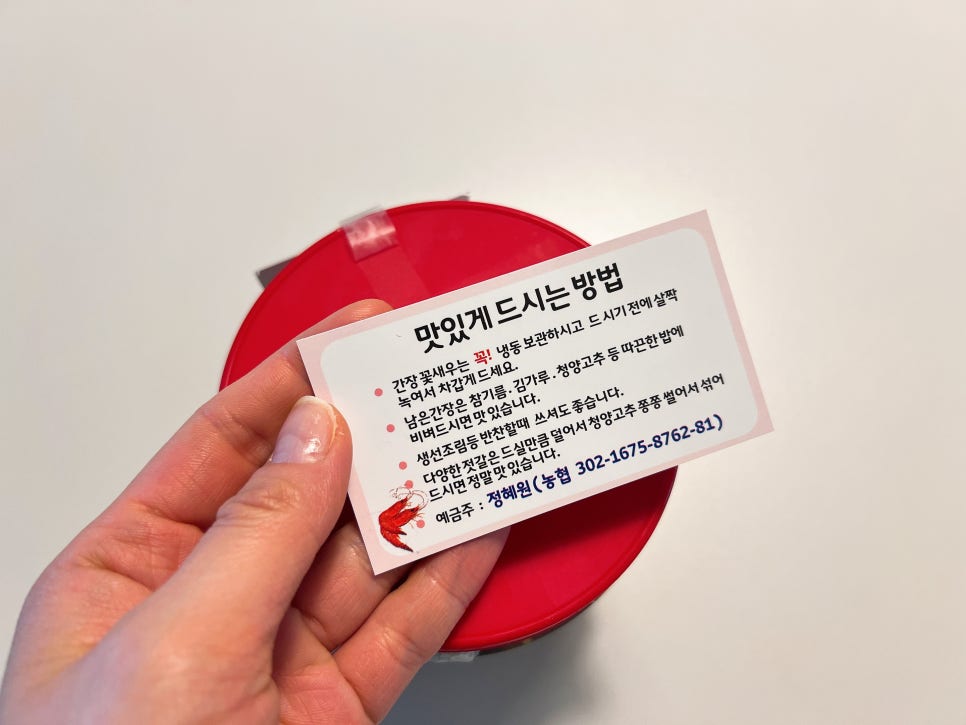 맛있게 드시는 방법
간장 꽃새우는 꼭! 냉동 보관하시고 드시기 전에 살짝
녹여서 차갑게 드세요.
남은간장은 참기름. 김가루. 청양고추 등 따끈한 밥에
비벼드시면 맛있습니다.
생선조림등 반찬할때 쓰셔도 좋습니다.
다양한 젓갈은 드실만큼 덜어서 청양고추 쫑쫑 썰어서 섞어
드시면 정말 맛있습니다.
예금주 : 정혜원(농협 302-1675-8762-81)